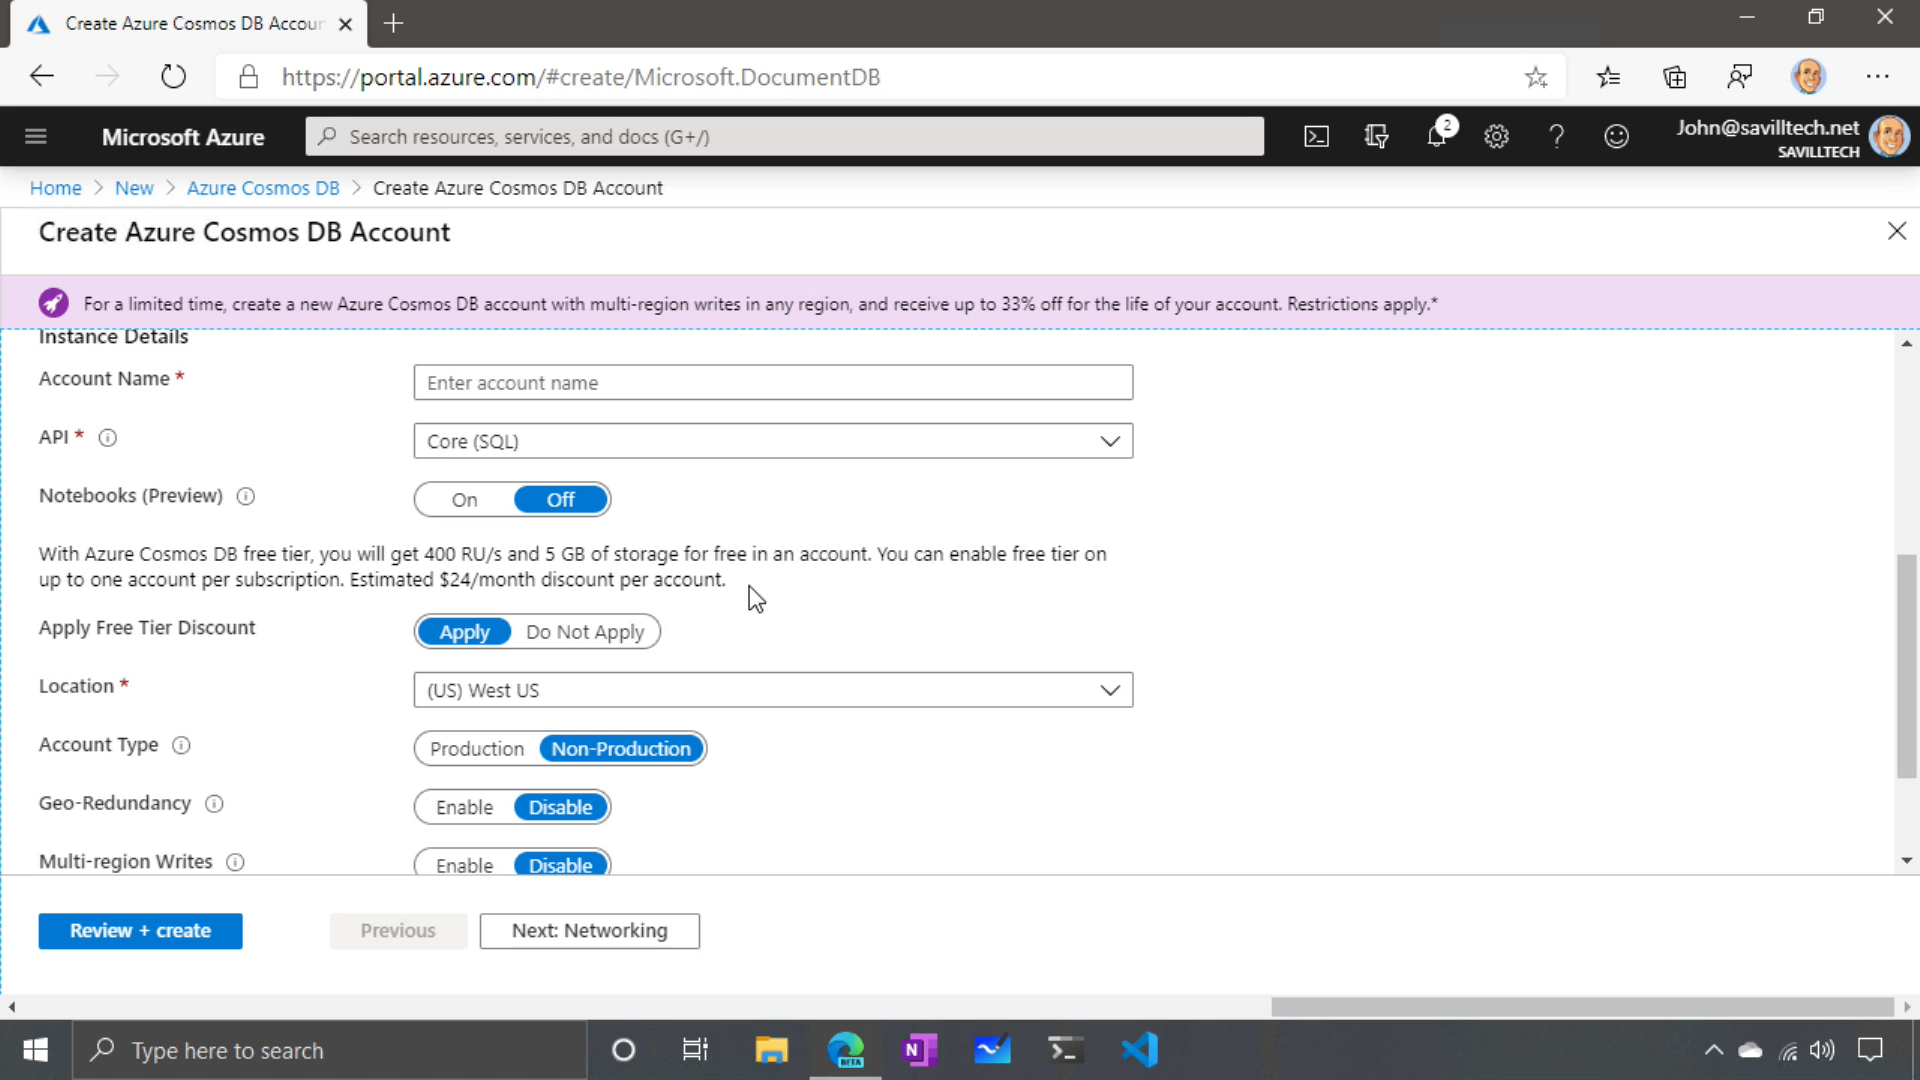 Create Azure Cosmos DB Accour
https://portal.azure.com/#create/Microsoft.DocumentDB
Microsoft Azure
Search resources, services, and docs (G+/)
2
John@savilltech.net
SAVILLTECH
Home > New > Azure Cosmos DB > Create Azure Cosmos DB Account
Create Azure Cosmos DB Account
For a limited time, create a new Azure Cosmos DB account with multi-region writes in any region, and receive up to 33% off for the life of your account. Restrictions apply.*
Instance Details
Account Name *
Enter account name
API *
Core (SQL)
Notebooks (Preview)
On Off
With Azure Cosmos DB free tier, you will get 400 RU/s and 5 GB of storage for free in an account. You can enable free tier on
up to one account per subscription. Estimated $24/month discount per account.
Apply Free Tier Discount
Apply Do Not Apply
Location *
(US) West US
Account Type
Production Non-Production
Geo-Redundancy
Enable Disable
Multi-region Writes
Enable Disable
Review + create
Previous
Next: Networking
Type here to search
BETA
N